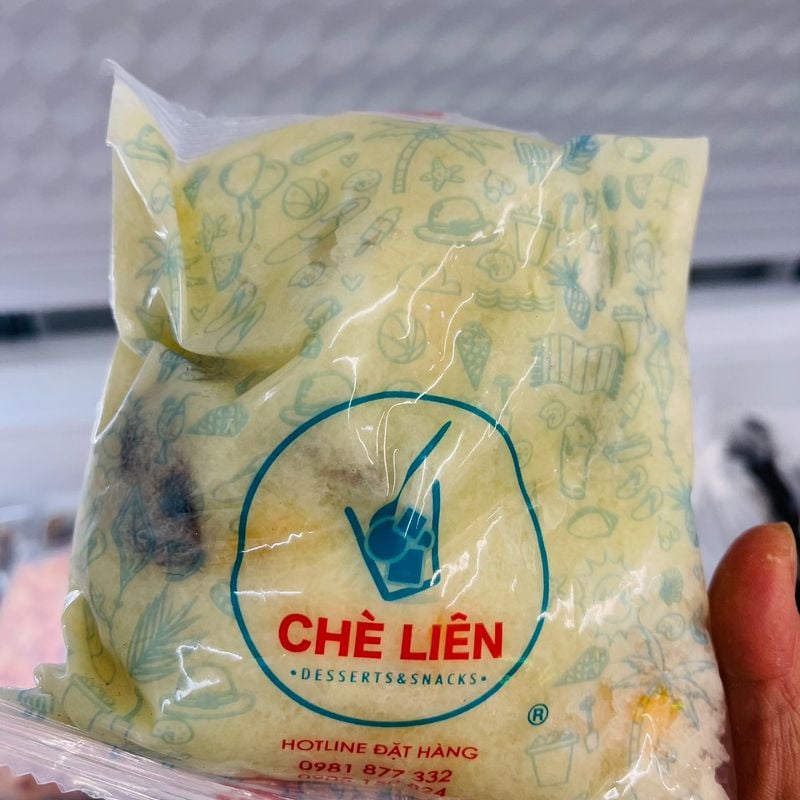 CHÈ LIÊN
•DESSERTS&SNACKS•
®
HOTLINE ĐẶT HÀNG
0981 877 332